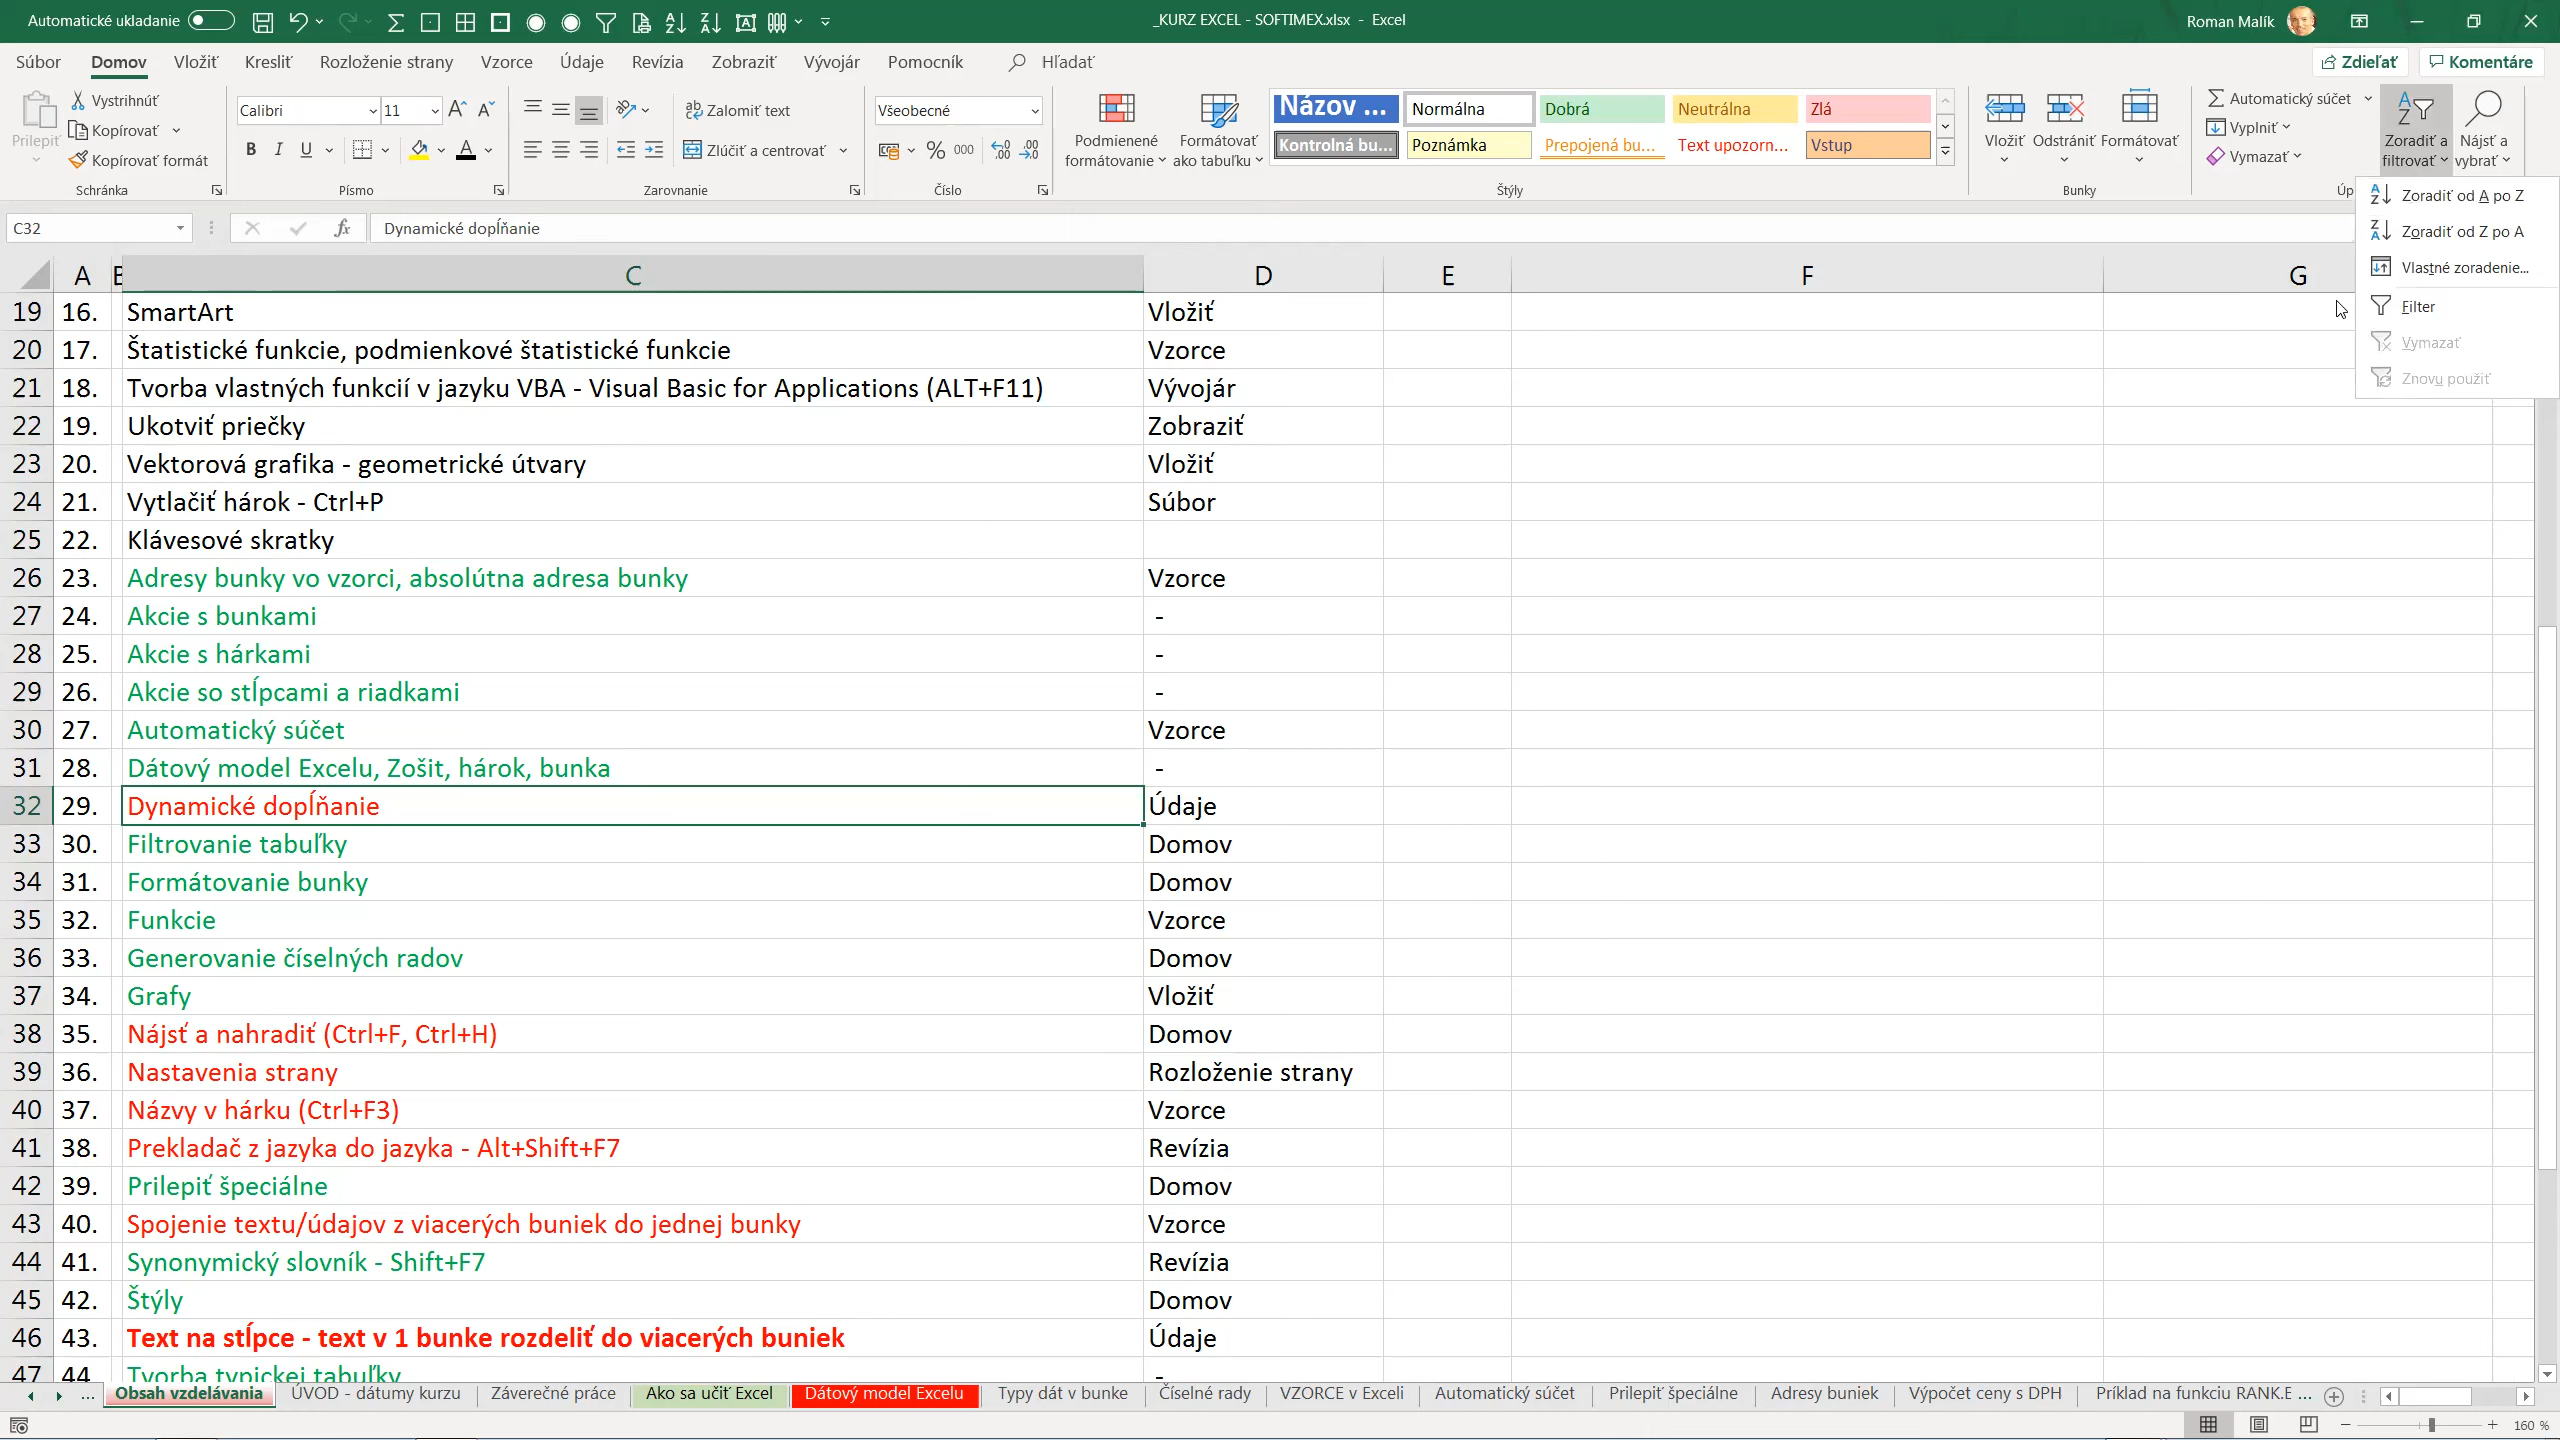 Automatické ukladanie
_KURZ EXCEL - SOFTIMEX.xlsx - Excel
Roman Malík
Súbor Domov Vložiť Kresliť Rozloženie strany Vzorce Údaje Revízia Zobraziť Vývojár Pomocník Hľadať Zdieľať Komentáre
Prilepiť
Vystrihnúť
Kopírovať
Kopírovať formát
Schránka
Calibri 11
B I U A
Písmo
Zalomiť text
Zlúčiť a centrovať
Zarovnanie
Všeobecné
% 000
Číslo
Podmienené formátovanie
Formátovať ako tabuľku
Názov ... Normálna Dobrá Neutrálna Zlá
Kontrolná bu... Poznámka Prepojená bu... Text upozorn... Vstup
Štýly
Vložiť Odstrániť Formátovať
Bunky
Automatický súčet
Vyplniť
Vymazať
Zoradiť a filtrovať
Nájsť a vybrať
Úp
Zoradiť od A po Z
Zoradiť od Z po A
Vlastné zoradenie...
Filter
Vymazať
Znovu použiť
C32 fx Dynamické dopĺňanie
A B C D E F G
19 16. SmartArt Vložiť
20 17. Štatistické funkcie, podmienkové štatistické funkcie Vzorce
21 18. Tvorba vlastných funkcií v jazyku VBA - Visual Basic for Applications (ALT+F11) Vývojár
22 19. Ukotviť priečky Zobraziť
23 20. Vektorová grafika - geometrické útvary Vložiť
24 21. Vytlačiť hárok - Ctrl+P Súbor
25 22. Klávesové skratky
26 23. Adresy bunky vo vzorci, absolútna adresa bunky Vzorce
27 24. Akcie s bunkami -
28 25. Akcie s hárkami -
29 26. Akcie so stĺpcami a riadkami -
30 27. Automatický súčet Vzorce
31 28. Dátový model Excelu, Zošit, hárok, bunka -
32 29. Dynamické dopĺňanie Údaje
33 30. Filtrovanie tabuľky Domov
34 31. Formátovanie bunky Domov
35 32. Funkcie Vzorce
36 33. Generovanie číselných radov Domov
37 34. Grafy Vložiť
38 35. Nájsť a nahradiť (Ctrl+F, Ctrl+H) Domov
39 36. Nastavenia strany Rozloženie strany
40 37. Názvy v hárku (Ctrl+F3) Vzorce
41 38. Prekladač z jazyka do jazyka - Alt+Shift+F7 Revízia
42 39. Prilepiť špeciálne Domov
43 40. Spojenie textu/údajov z viacerých buniek do jednej bunky Vzorce
44 41. Synonymický slovník - Shift+F7 Revízia
45 42. Štýly Domov
46 43. Text na stĺpce - text v 1 bunke rozdeliť do viacerých buniek Údaje
47 44. Tvorba typickej tabuľky -
... Obsah vzdelávania ÚVOD - dátumy kurzu Záverečné práce Ako sa učiť Excel Dátový model Excelu Typy dát v bunke Číselné rady VZORCE v Exceli Automatický súčet Prilepiť špeciálne Adresy buniek Výpočet ceny s DPH Príklad na funkciu RANK.E ...
160 %